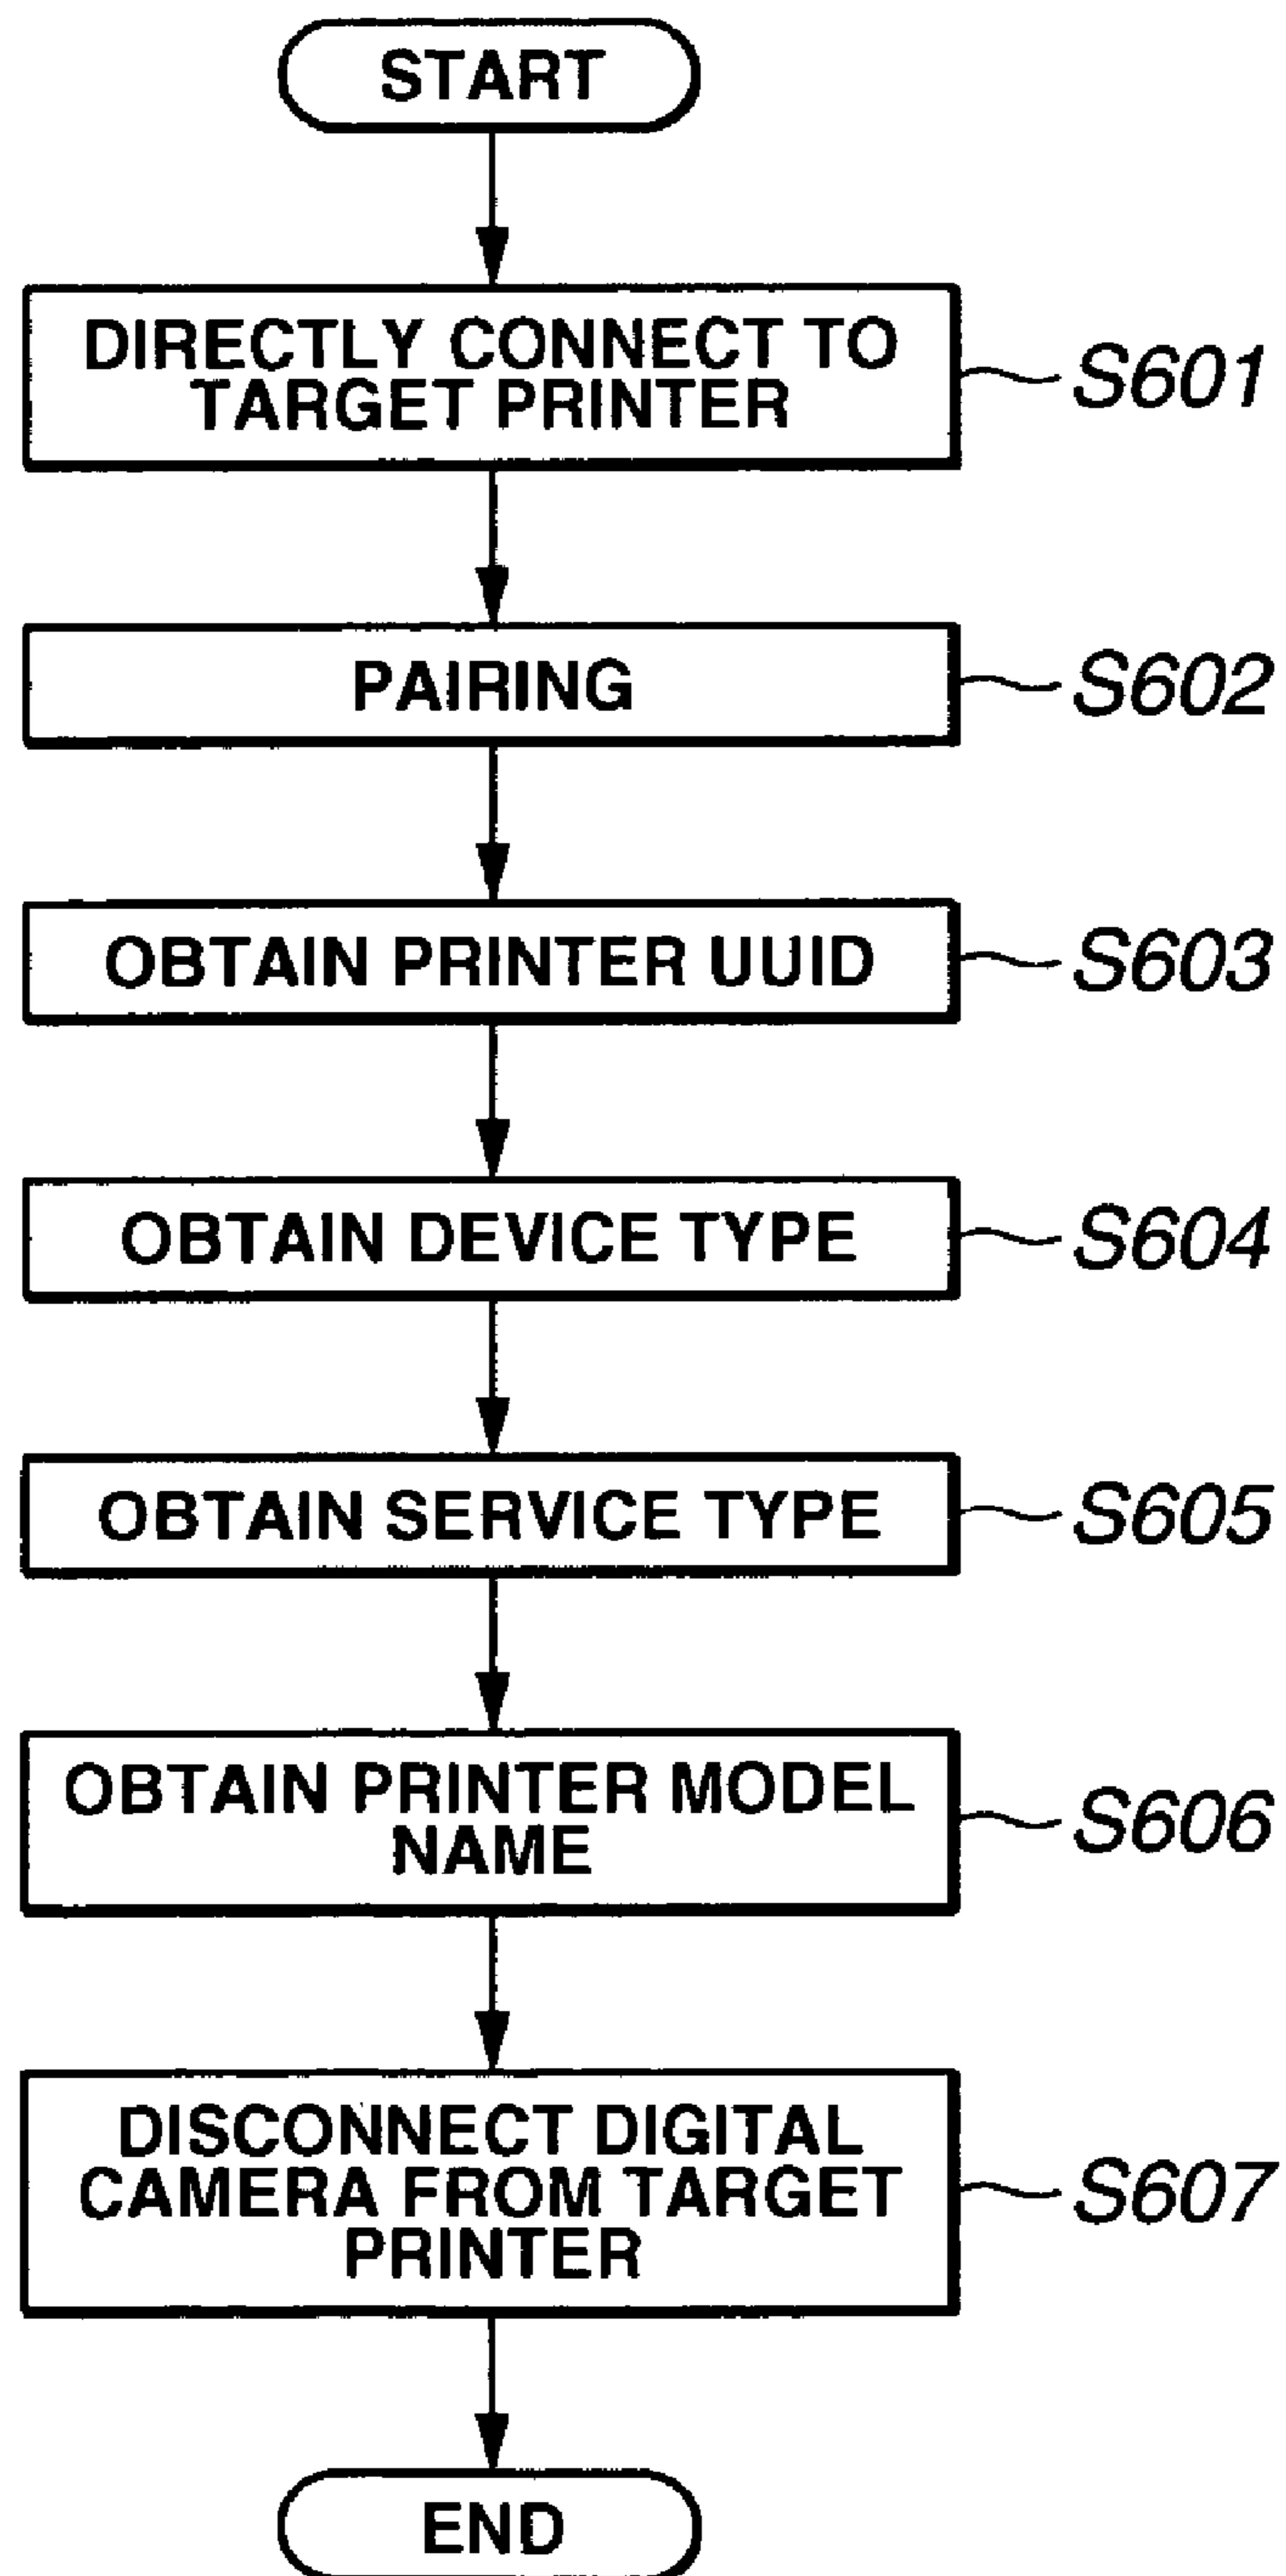 START
DIRECTLY CONNECT TO
TARGET PRINTER
S601
PAIRING
S602
OBTAIN PRINTER UUID
S603
OBTAIN DEVICE TYPE
S604
OBTAIN SERVICE TYPE
S605
OBTAIN PRINTER MODEL
NAME
S606
DISCONNECT DIGITAL
CAMERA FROM TARGET
PRINTER
S607
END